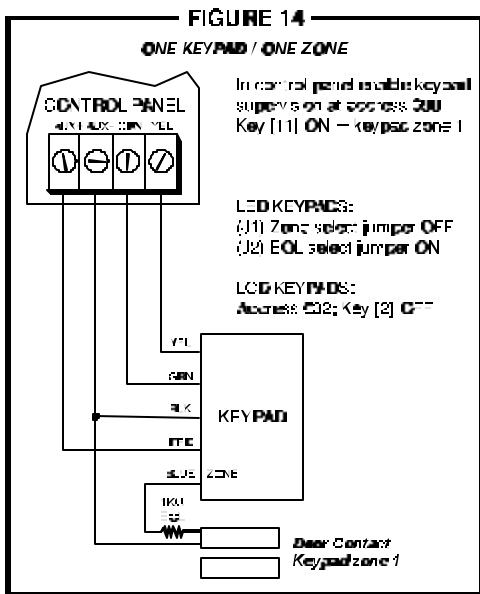 FIGURE 14
ONE KEYPAD / ONE ZONE
In control panel enable keypad
supervision at address
Key [11] ON — keypad zone 1
CONTROL PANEL
AUX+ AUX- GRN YEL
LED KEYPADS:
(J1) Zone select jumper OFF
(J2) EOL select jumper ON
LCD KEYPADS:
Address Key [2] OFF
YEL
GRN
BLK
RED
KEYPAD
BLUE ZONE
1KΩ
EOL
Door Contact
Keypad zone 1